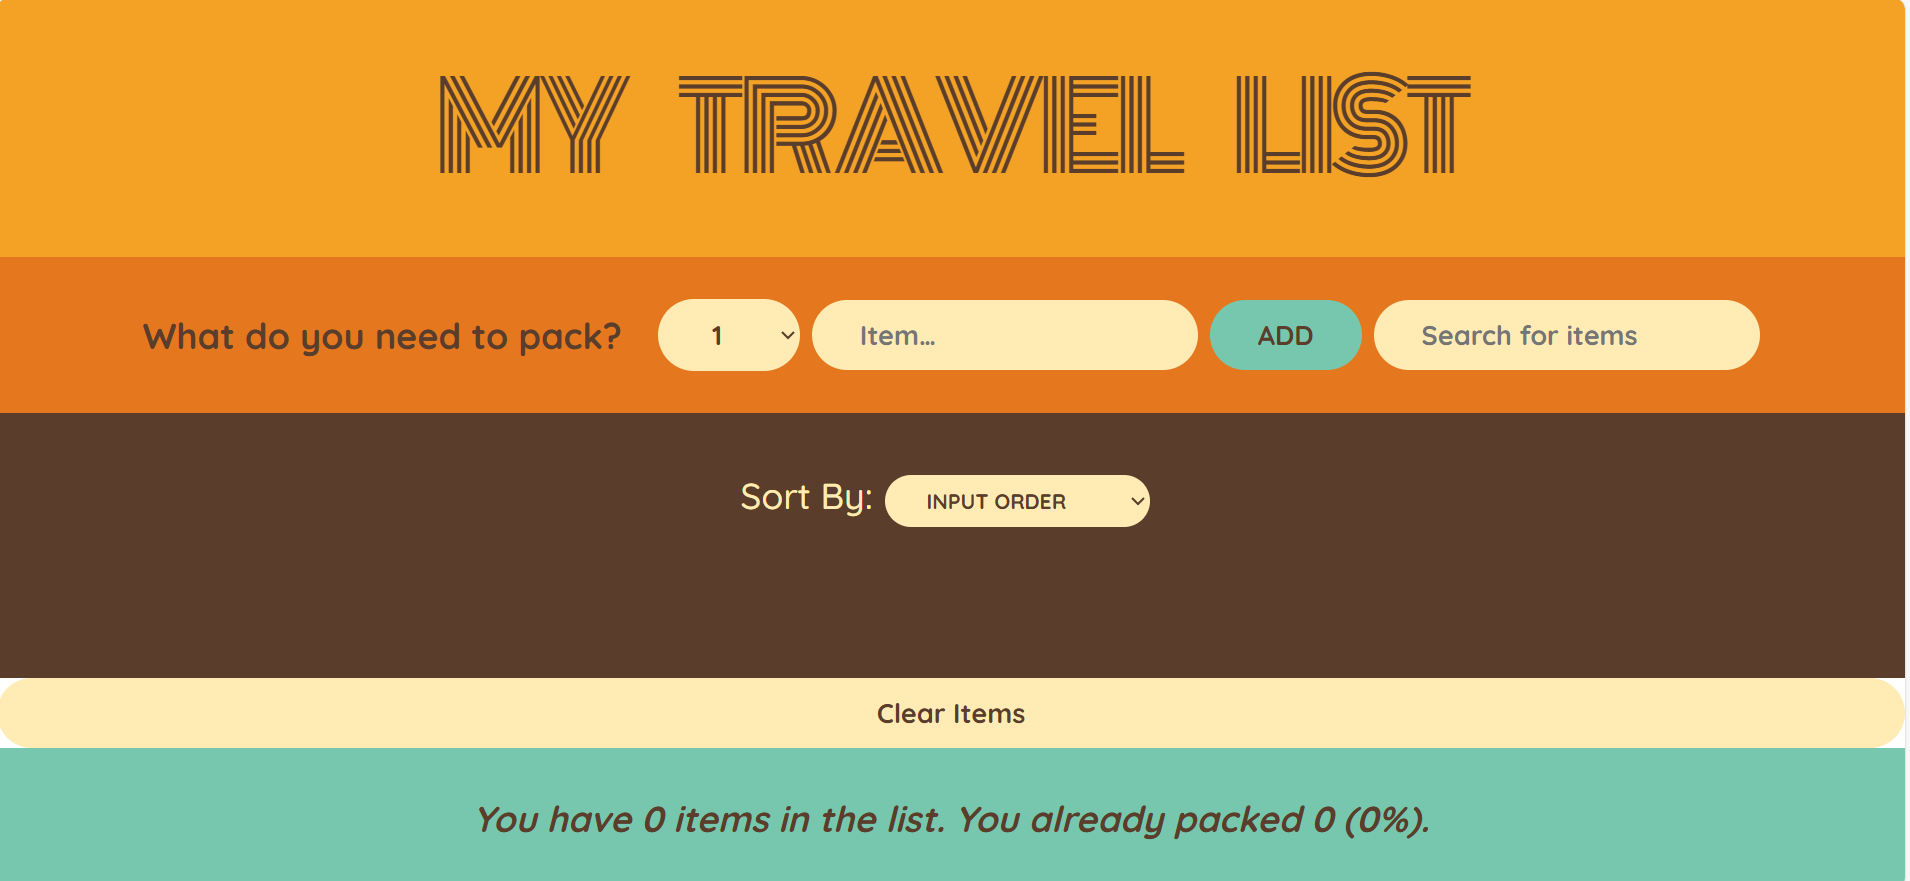 MY TRAVEL LIST
What do you need to pack? 1 Item... ADD Search for items
Sort By: INPUT ORDER
Clear Items
You have 0 items in the list. You already packed 0 (0%).